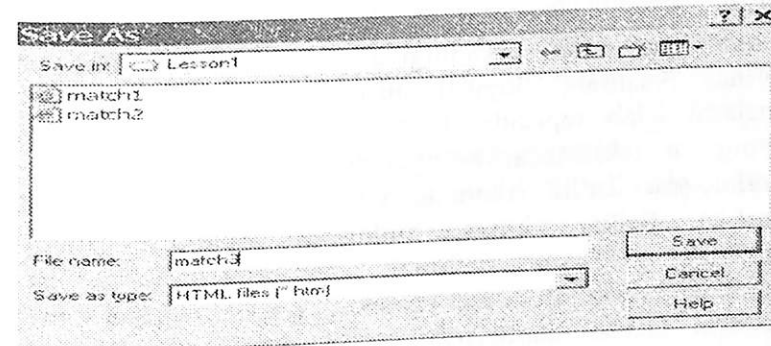 ? ×
Save As
Save in: Lesson1
match1
match2
File name: match3
Save
Save as type: HTML files (*.htm)
Cancel
Help